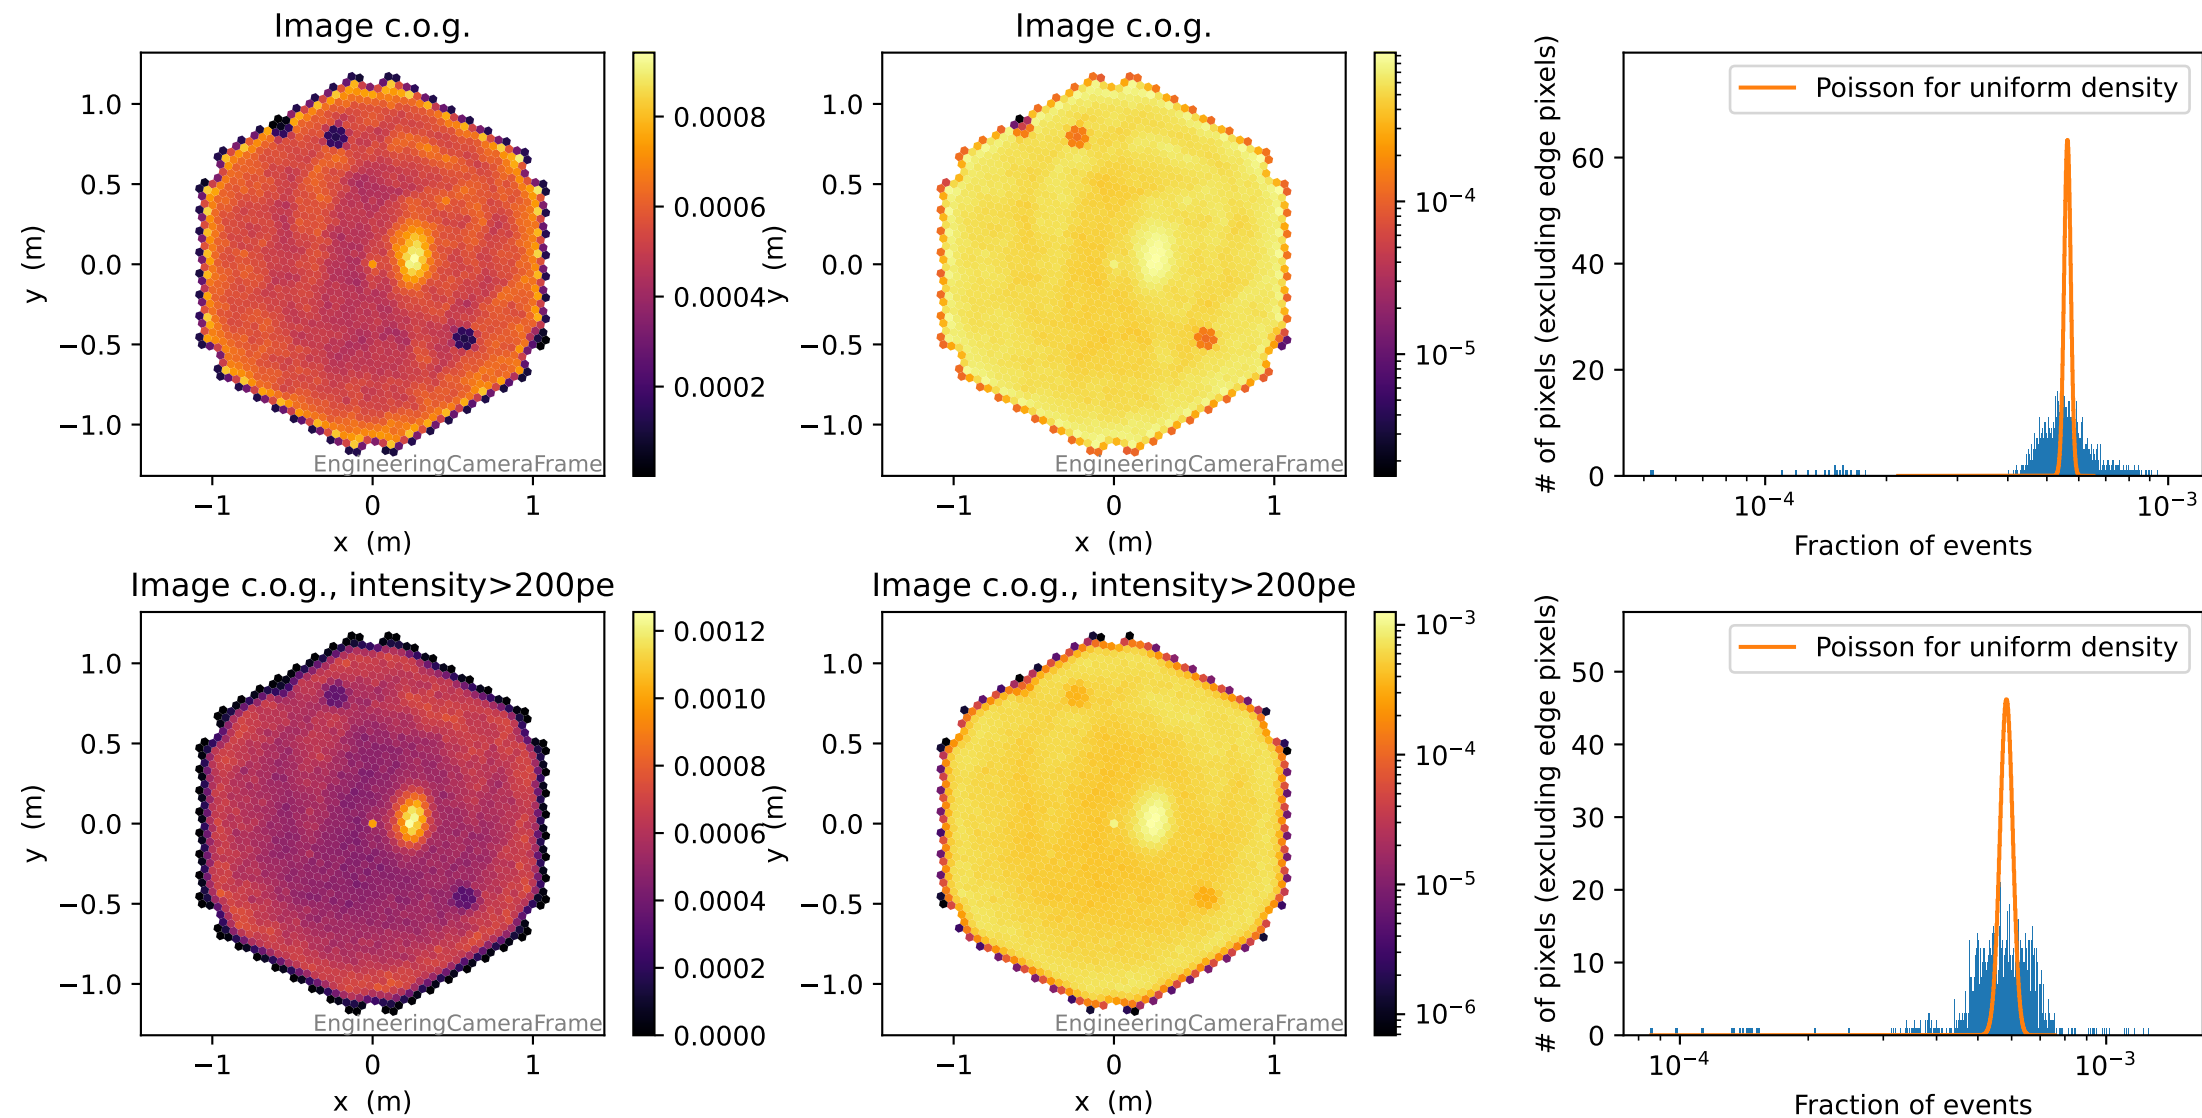 Image c.o.g.
y (m)
1.0
0.5
0.0
−0.5
−1.0
−1
0
1
x (m)
EngineeringCameraFrame
0.0008
0.0006
0.0004
0.0002
Image c.o.g.
y (m)
1.0
0.5
0.0
−0.5
−1.0
−1
0
1
x (m)
EngineeringCameraFrame
10⁻⁴
10⁻⁵
# of pixels (excluding edge pixels)
60
40
20
0
Poisson for uniform density
10⁻⁴
10⁻³
Fraction of events
Image c.o.g., intensity>200pe
y (m)
1.0
0.5
0.0
−0.5
−1.0
−1
0
1
x (m)
EngineeringCameraFrame
0.0012
0.0010
0.0008
0.0006
0.0004
0.0002
0.0000
Image c.o.g., intensity>200pe
y (m)
1.0
0.5
0.0
−0.5
−1.0
−1
0
1
x (m)
EngineeringCameraFrame
10⁻³
10⁻⁴
10⁻⁵
10⁻⁶
# of pixels (excluding edge pixels)
50
40
30
20
10
0
Poisson for uniform density
10⁻⁴
10⁻³
Fraction of events